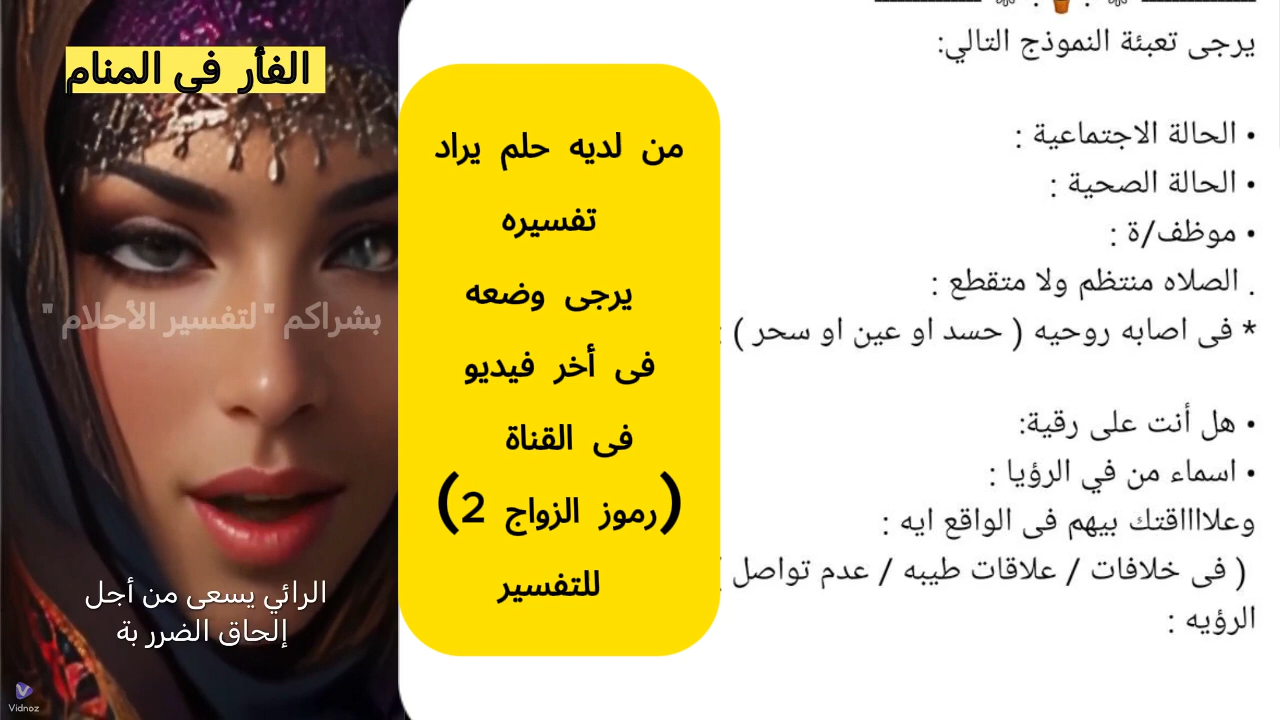 الفأر فى المنام
بشراكم " لتفسير الأحلام "
الرائي يسعى من أجل
إلحاق الضرر بة
Vidnoz
من لديه حلم يراد
تفسيره
يرجى وضعه
فى أخر فيديو
فى القناة
(رموز الزواج 2)
للتفسير
يرجى تعبئة النموذج التالي:
• الحالة الاجتماعية :
• الحالة الصحية :
• موظف/ة :
. الصلاه منتظم ولا متقطع :
* فى اصابه روحيه ( حسد او عين او سحر ) :
• هل أنت على رقية:
• اسماء من في الرؤيا :
وعلااااقتك بيهم فى الواقع ايه :
( فى خلافات / علاقات طيبه / عدم تواصل )
الرؤيه :